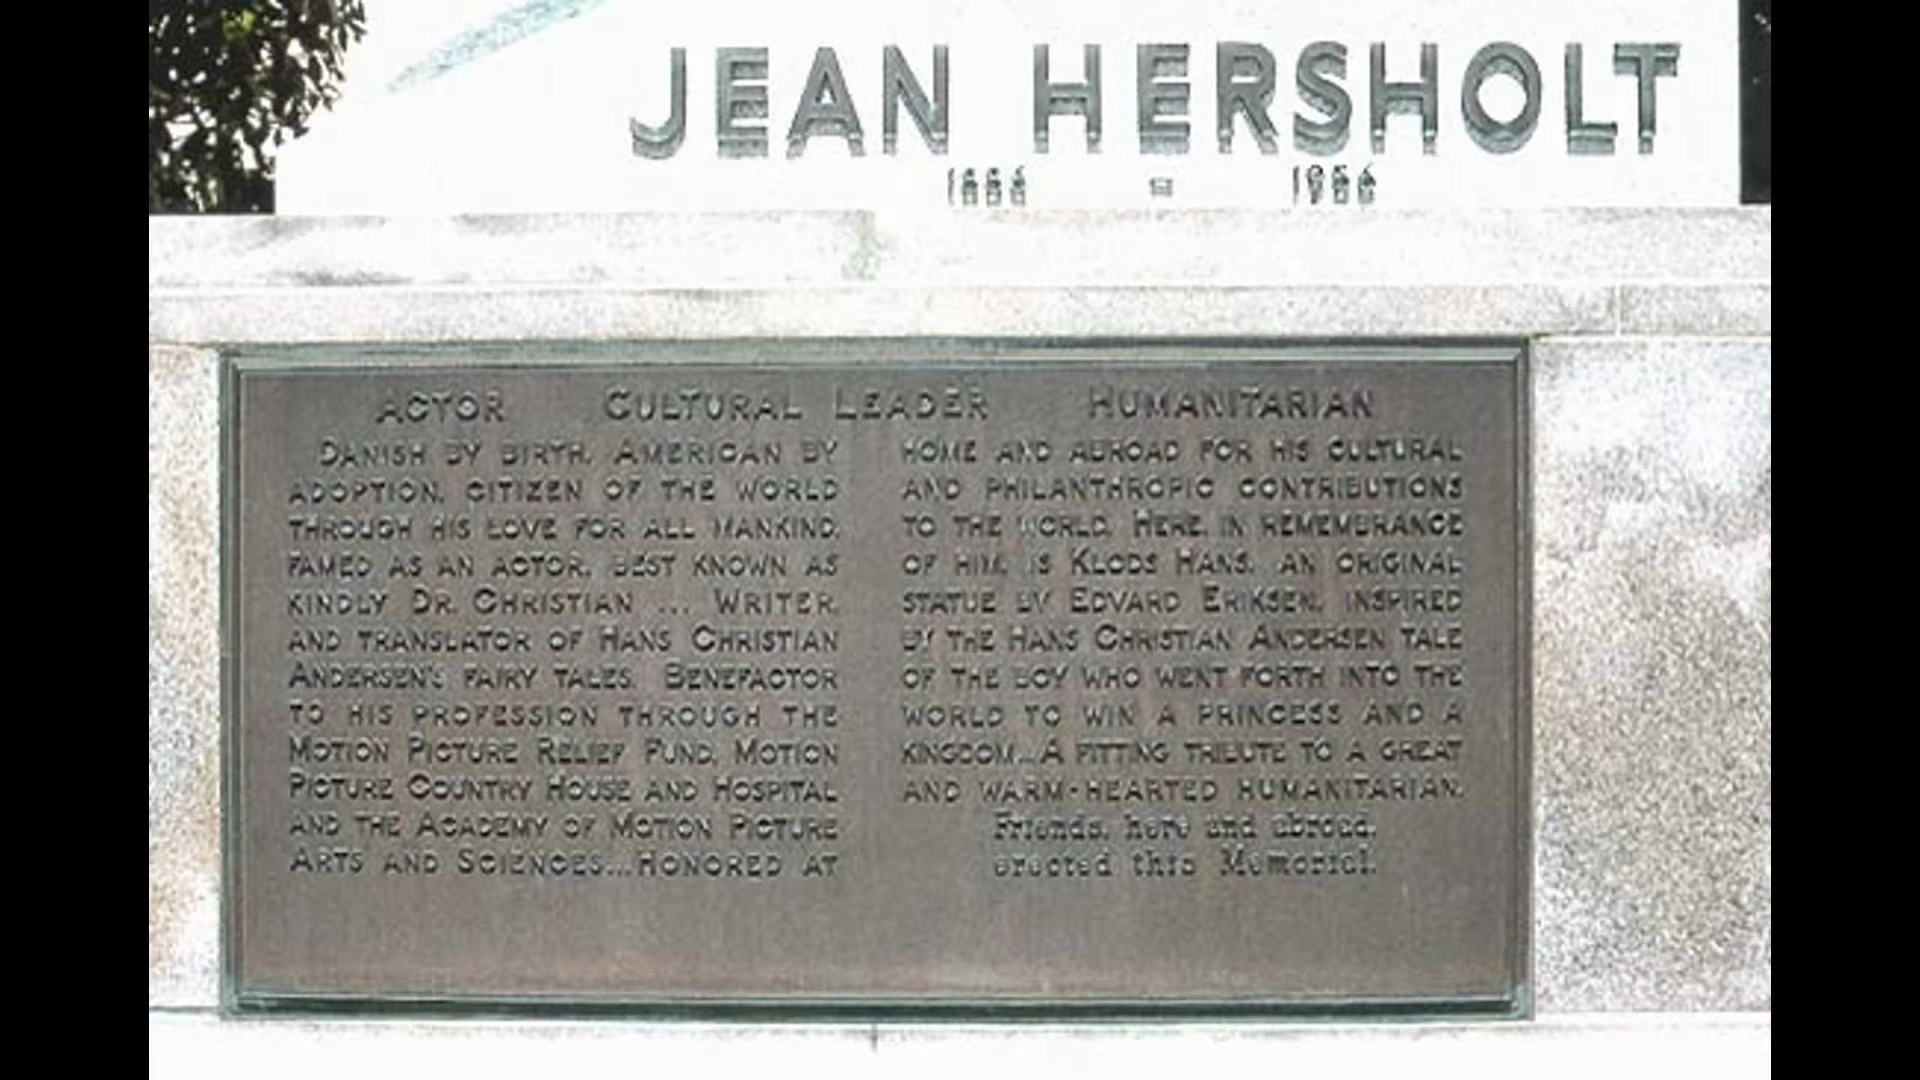 JEAN HERSHOLT
1886 = 1956
ACTOR CULTURAL LEADER HUMANITARIAN
DANISH BY BIRTH, AMERICAN BY
ADOPTION, CITIZEN OF THE WORLD
THROUGH HIS LOVE FOR ALL MANKIND.
FAMED AS AN ACTOR, BEST KNOWN AS
KINDLY DR. CHRISTIAN ... WRITER,
AND TRANSLATOR OF HANS CHRISTIAN
ANDERSEN'S FAIRY TALES. BENEFACTOR
TO HIS PROFESSION THROUGH THE
MOTION PICTURE RELIEF FUND, MOTION
PICTURE COUNTRY HOUSE AND HOSPITAL
AND THE ACADEMY OF MOTION PICTURE
ARTS AND SCIENCES...HONORED AT
HOME AND ABROAD FOR HIS CULTURAL
AND PHILANTHROPIC CONTRIBUTIONS
TO THE WORLD. HERE, IN REMEMBRANCE
OF HIM, IS KLODS HANS, AN ORIGINAL
STATUE BY EDVARD ERIKSEN, INSPIRED
BY THE HANS CHRISTIAN ANDERSEN TALE
OF THE BOY WHO WENT FORTH INTO THE
WORLD TO WIN A PRINCESS AND A
KINGDOM...A FITTING TRIBUTE TO A GREAT
AND WARM-HEARTED HUMANITARIAN.
Friends, here and abroad,
erected this Memorial.